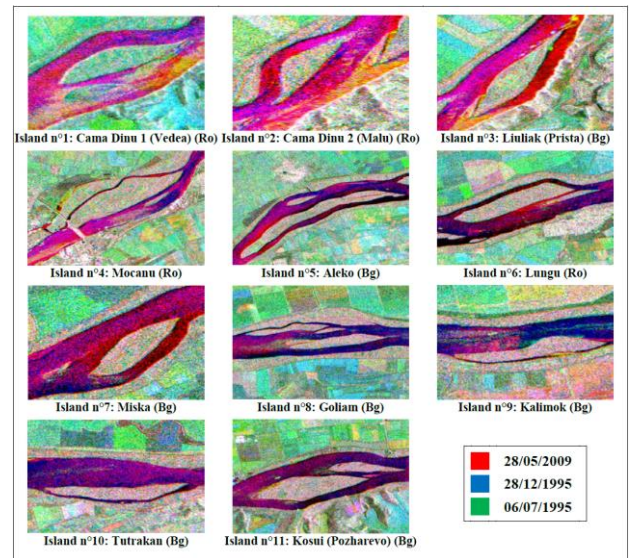 Island n°1: Cama Dinu 1 (Vedea) (Ro) Island n°2: Cama Dinu 2 (Malu) (Ro) Island n°3: Liuliak (Prista) (Bg)
Island n°4: Mocanu (Ro) Island n°5: Aleko (Bg) Island n°6: Lungu (Ro)
Island n°7: Miska (Bg) Island n°8: Goliam (Bg) Island n°9: Kalimok (Bg)
28/05/2009
28/12/1995
06/07/1995
Island n°10: Tutrakan (Bg) Island n°11: Kosui (Pozharevo) (Bg)